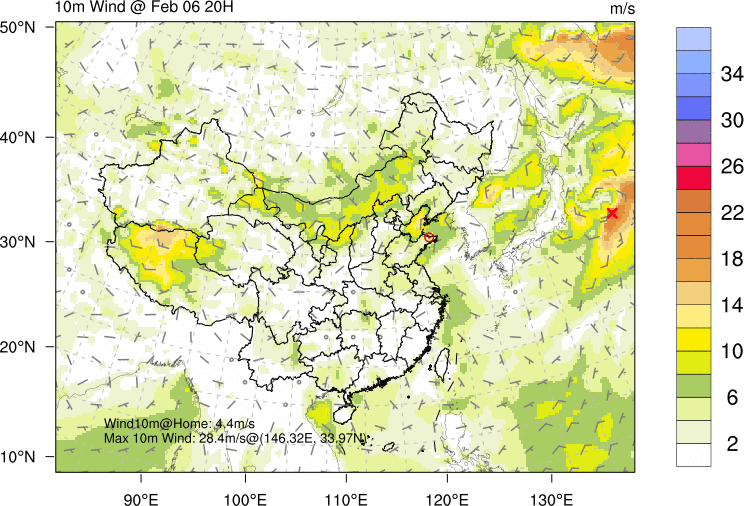 10m Wind @ Feb 06 20H
m/s
50°N
40°N
30°N
20°N
10°N
90°E
100°E
110°E
120°E
130°E
Wind10m@Home: 4.4m/s
Max 10m Wind: 28.4m/s@(146.32E, 33.97N)
34
30
26
22
18
14
10
6
2